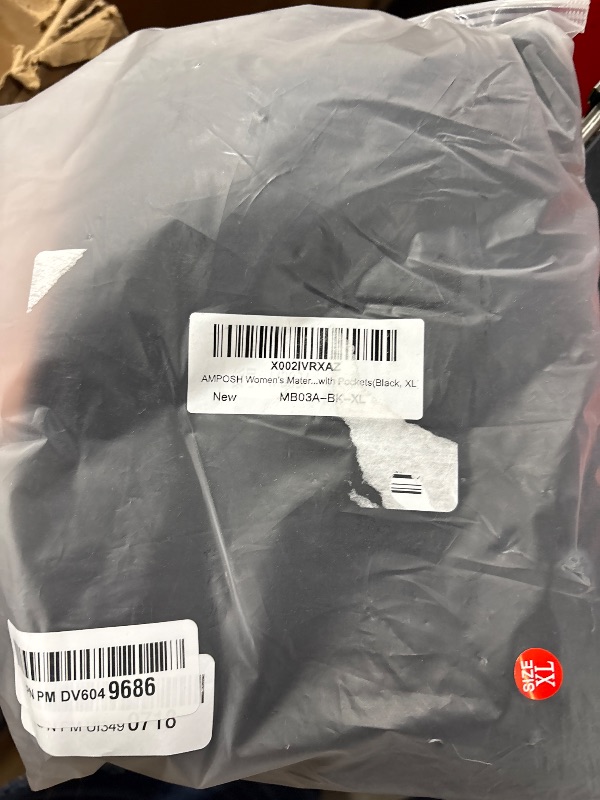 X002IVRXAZ
AMPOSH Women's Mater...with Pockets(Black, XL
New MB03A-BK-XL
SIZE
XL
PM DV604 9686